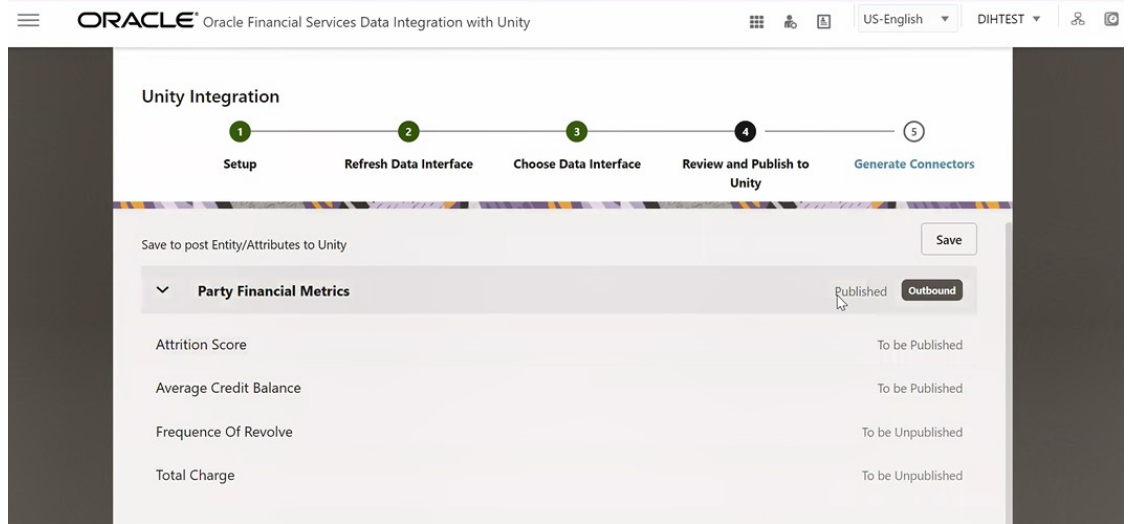 ORACLE® Oracle Financial Services Data Integration with Unity US-English DIHTEST
Unity Integration
1 2 3 4 5
Setup Refresh Data Interface Choose Data Interface Review and Publish to Generate Connectors
Unity
Save to post Entity/Attributes to Unity Save
Party Financial Metrics Published Outbound
Attrition Score To be Published
Average Credit Balance To be Published
Frequence Of Revolve To be Unpublished
Total Charge To be Unpublished